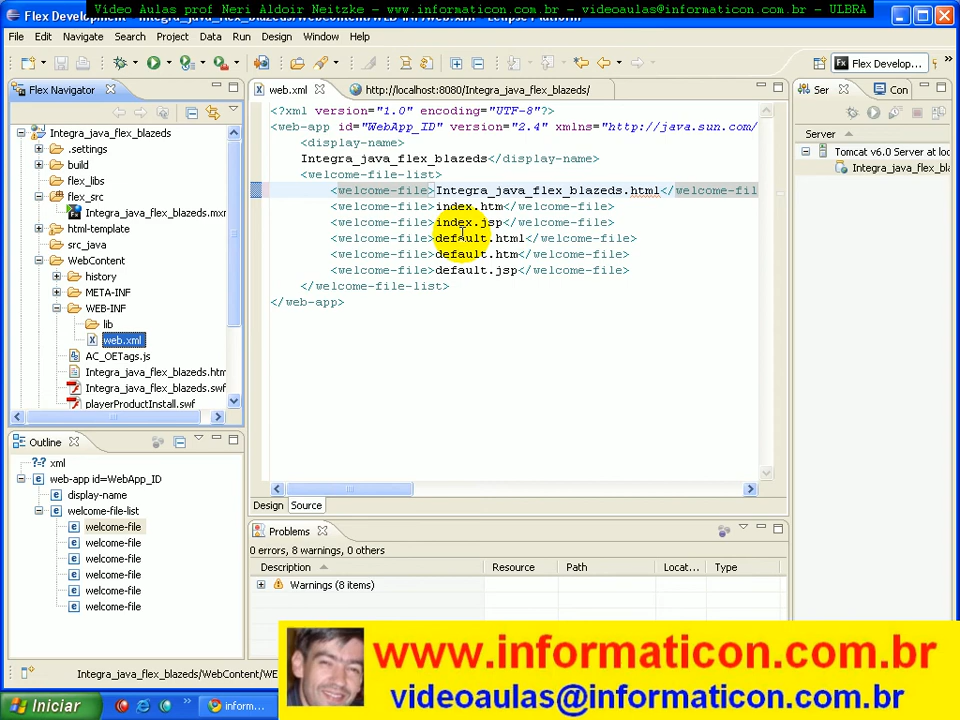 Video Aulas prof Neri Aldoir Neitzke - www.informaticon.com.br - videoaulas@informaticon.com.br - ULBRA
File Edit Navigate Search Project Data Run Design Window Help
Flex Develop...
Flex Navigator
Integra_java_flex_blazeds
.settings
build
flex_libs
flex_src
Integra_java_flex_blazeds.mxr
html-template
src_java
WebContent
history
META-INF
WEB-INF
lib
web.xml
AC_OETags.js
Integra_java_flex_blazeds.htm
Integra_java_flex_blazeds.swf
playerProductInstall.swf
web.xml
http://localhost:8080/Integra_java_flex_blazeds/
<?xml version="1.0" encoding="UTF-8"?>
<web-app id="WebApp_ID" version="2.4" xmlns="http://java.sun.com/
<display-name>
Integra_java_flex_blazeds</display-name>
<welcome-file-list>
<welcome-file>Integra_java_flex_blazeds.html</welcome-fil
<welcome-file>index.htm</welcome-file>
<welcome-file>index.jsp</welcome-file>
<welcome-file>default.html</welcome-file>
<welcome-file>default.htm</welcome-file>
<welcome-file>default.jsp</welcome-file>
</welcome-file-list>
</web-app>
Design Source
Ser Con
Server
Tomcat v6.0 Server at loc
Integra_java_flex_bla
Outline
xml
web-app id=WebApp_ID
display-name
welcome-file-list
welcome-file
welcome-file
welcome-file
welcome-file
welcome-file
welcome-file
Problems
0 errors, 8 warnings, 0 others
Description Resource Path Locat... Type
Warnings (8 items)
Integra_java_flex_blazeds/WebContent/WE
www.informaticon.com.br
videoaulas@informaticon.com.br
Iniciar
inform...